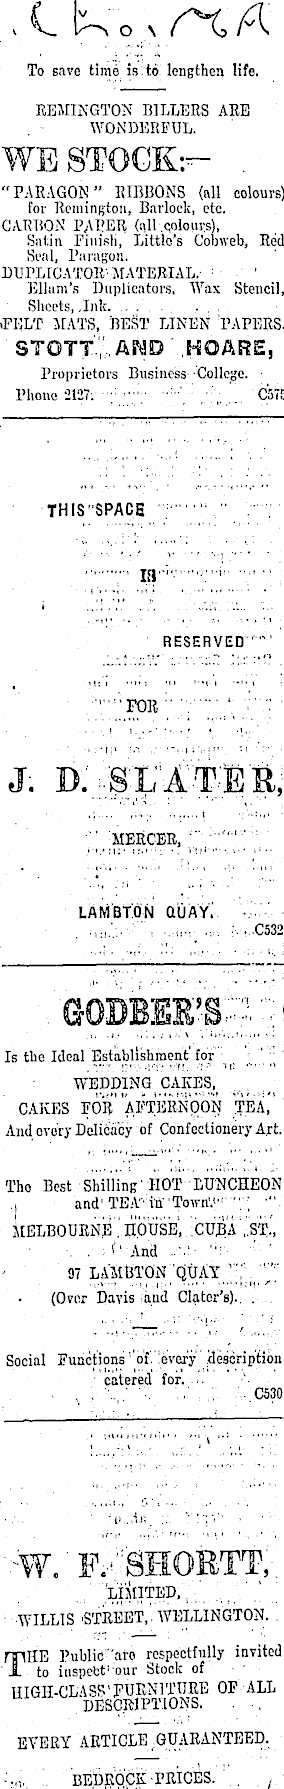 To save time is to lengthen life.
REMINGTON BILLERS ARE
WONDERFUL.
WE STOCK:—
"PARAGON" RIBBONS (all colours)
for Remington, Barlock, etc.
CARBON PAPER (all colours),
Satin Finish, Little's Cobweb, Red
Seal, Paragon.
DUPLICATOR MATERIAL.
Ellam's Duplicators, Wax Stencil,
Sheets, Ink.
FELT MATS, BEST LINEN PAPERS.
STOTT AND HOARE,
Proprietors Business College.
Phone 2127. C575
THIS SPACE
IS
RESERVED
FOR
J. D. SLATER,
MERCER,
LAMBTON QUAY.
C532
GODBER'S
Is the Ideal Establishment for
WEDDING CAKES,
CAKES FOR AFTERNOON TEA,
And every Delicacy of Confectionery Art.
The Best Shilling HOT LUNCHEON
and TEA in Town.
MELBOURNE HOUSE, CUBA ST.,
And
97 LAMBTON QUAY
(Over Davis and Clater's).
Social Functions of every description
catered for.
C530
W. F. SHORTT,
LIMITED,
WILLIS STREET, WELLINGTON.
THE Public are respectfully invited
to inspect our Stock of
HIGH-CLASS FURNITURE OF ALL
DESCRIPTIONS.
EVERY ARTICLE GUARANTEED.
BEDROCK PRICES.